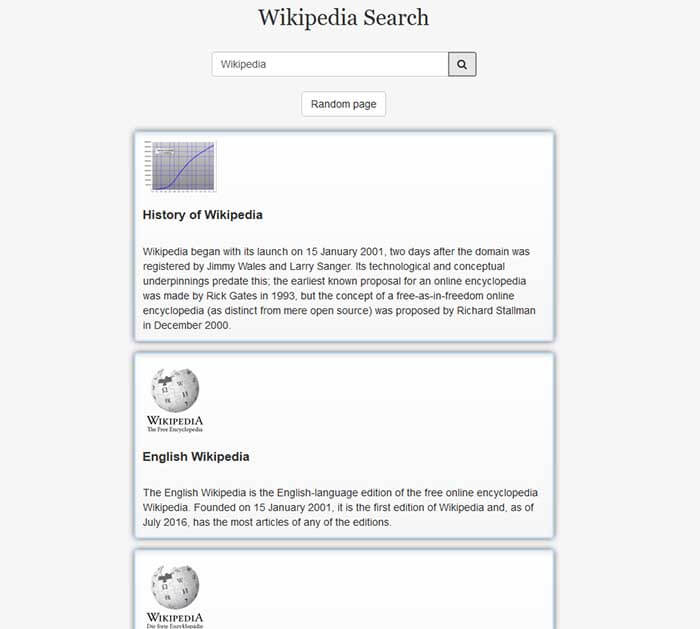 Wikipedia Search
Wikipedia
Random page
History of Wikipedia
Wikipedia began with its launch on 15 January 2001, two days after the domain was
registered by Jimmy Wales and Larry Sanger. Its technological and conceptual
underpinnings predate this; the earliest known proposal for an online encyclopedia
was made by Rick Gates in 1993, but the concept of a free-as-in-freedom online
encyclopedia (as distinct from mere open source) was proposed by Richard Stallman
in December 2000.
WIKIPEDIA
The Free Encyclopedia
English Wikipedia
The English Wikipedia is the English-language edition of the free online encyclopedia
Wikipedia. Founded on 15 January 2001, it is the first edition of Wikipedia and, as of
July 2016, has the most articles of any of the editions.
WIKIPEDIA
Die freie Enzyklopädie